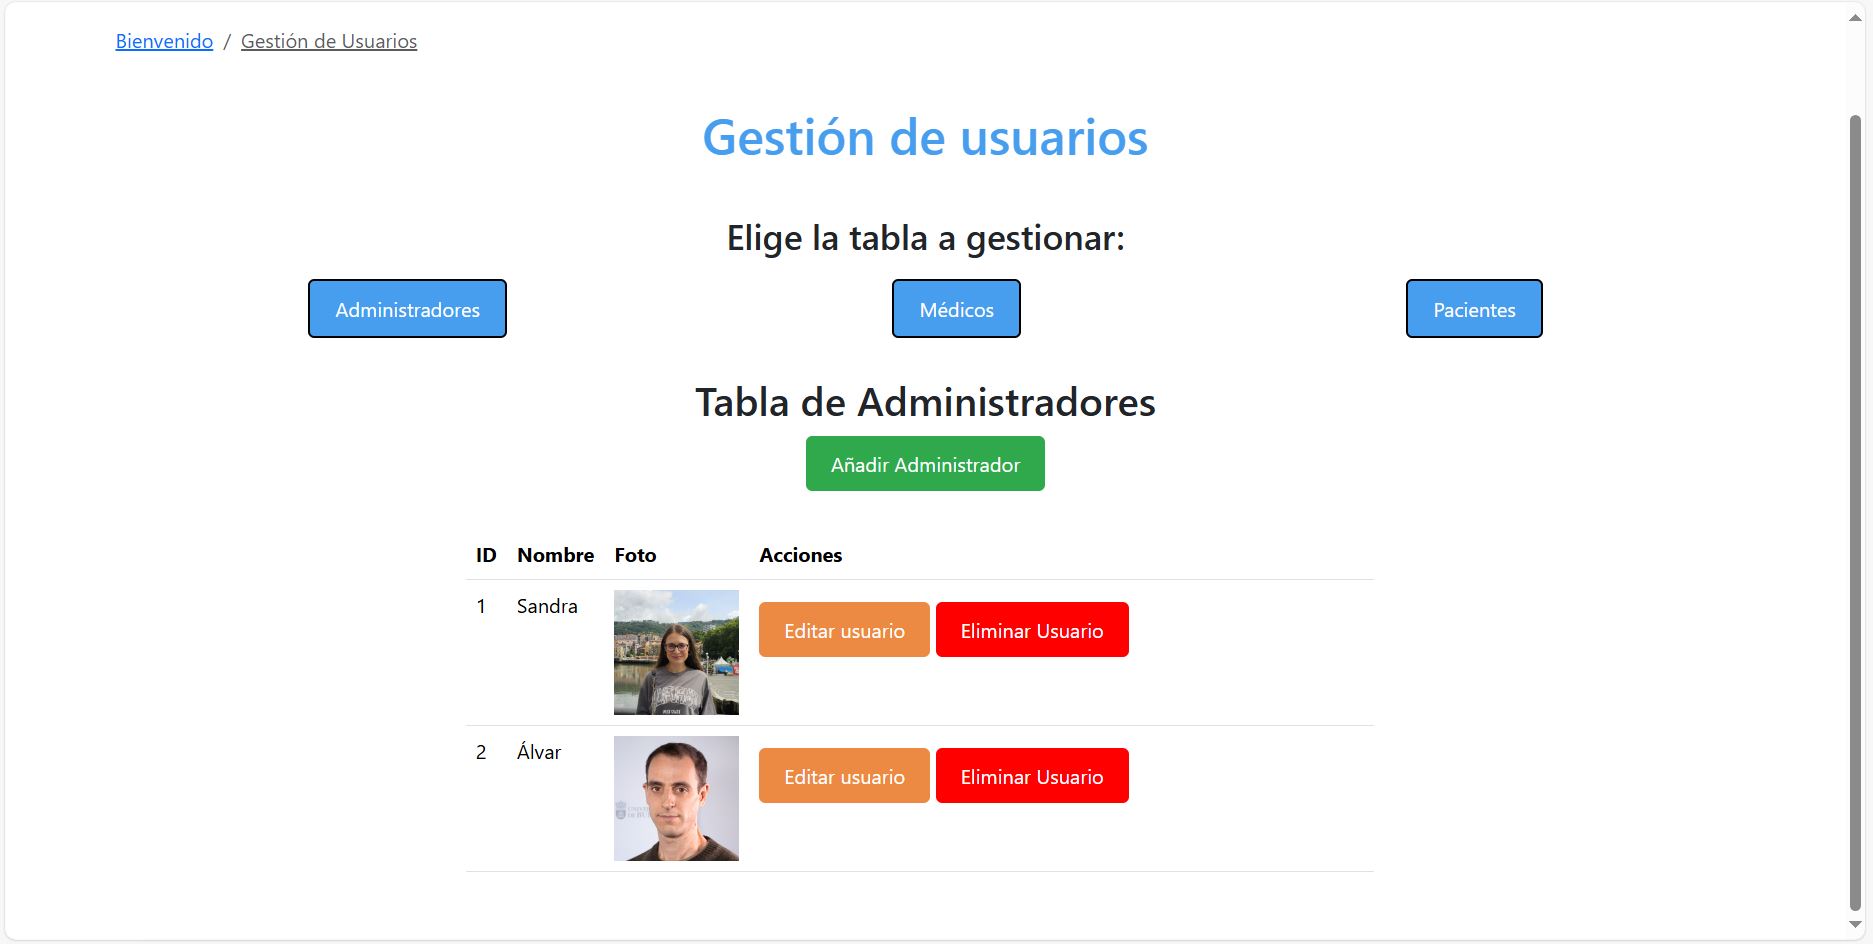 Bienvenido / Gestión de Usuarios
Gestión de usuarios
Elige la tabla a gestionar:
Administradores Médicos Pacientes
Tabla de Administradores
Añadir Administrador
ID Nombre Foto Acciones
1 Sandra Editar usuario Eliminar Usuario
2 Álvar Editar usuario Eliminar Usuario